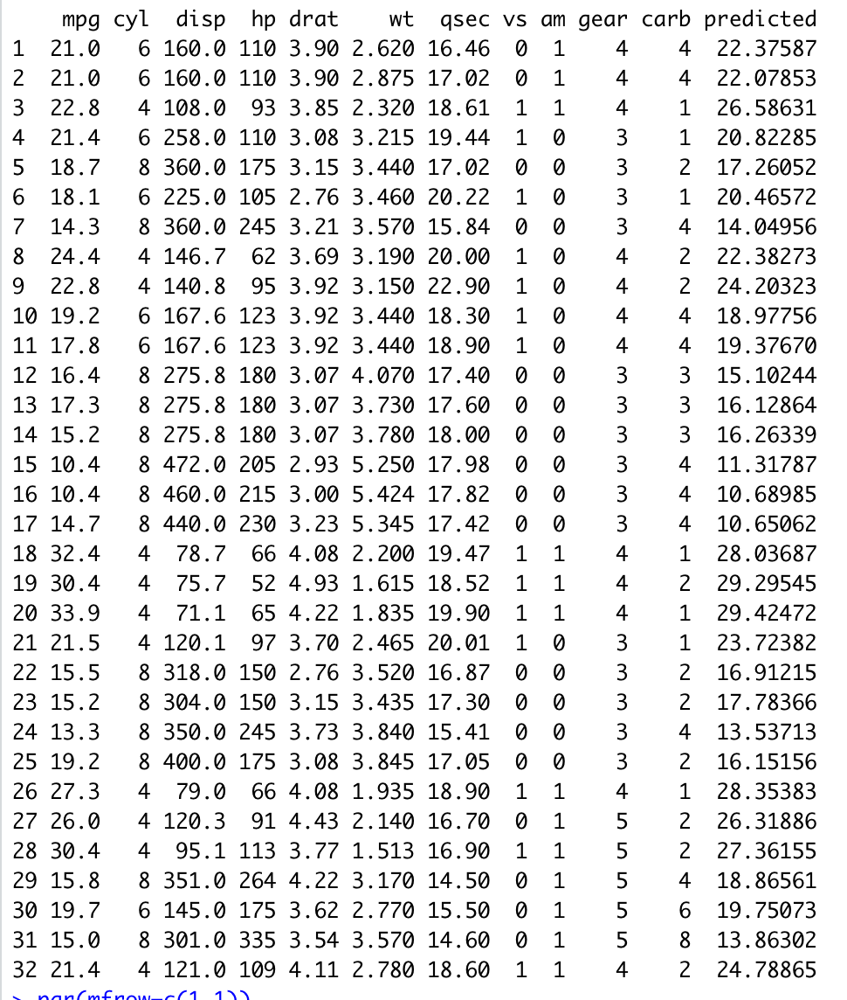 mpg cyl  disp  hp drat    wt  qsec vs am gear carb predicted
1  21.0   6 160.0 110 3.90 2.620 16.46  0  1    4    4  22.37587
2  21.0   6 160.0 110 3.90 2.875 17.02  0  1    4    4  22.07853
3  22.8   4 108.0  93 3.85 2.320 18.61  1  1    4    1  26.58631
4  21.4   6 258.0 110 3.08 3.215 19.44  1  0    3    1  20.82285
5  18.7   8 360.0 175 3.15 3.440 17.02  0  0    3    2  17.26052
6  18.1   6 225.0 105 2.76 3.460 20.22  1  0    3    1  20.46572
7  14.3   8 360.0 245 3.21 3.570 15.84  0  0    3    4  14.04956
8  24.4   4 146.7  62 3.69 3.190 20.00  1  0    4    2  22.38273
9  22.8   4 140.8  95 3.92 3.150 22.90  1  0    4    2  24.20323
10 19.2   6 167.6 123 3.92 3.440 18.30  1  0    4    4  18.97756
11 17.8   6 167.6 123 3.92 3.440 18.90  1  0    4    4  19.37670
12 16.4   8 275.8 180 3.07 4.070 17.40  0  0    3    3  15.10244
13 17.3   8 275.8 180 3.07 3.730 17.60  0  0    3    3  16.12864
14 15.2   8 275.8 180 3.07 3.780 18.00  0  0    3    3  16.26339
15 10.4   8 472.0 205 2.93 5.250 17.98  0  0    3    4  11.31787
16 10.4   8 460.0 215 3.00 5.424 17.82  0  0    3    4  10.68985
17 14.7   8 440.0 230 3.23 5.345 17.42  0  0    3    4  10.65062
18 32.4   4  78.7  66 4.08 2.200 19.47  1  1    4    1  28.03687
19 30.4   4  75.7  52 4.93 1.615 18.52  1  1    4    2  29.29545
20 33.9   4  71.1  65 4.22 1.835 19.90  1  1    4    1  29.42472
21 21.5   4 120.1  97 3.70 2.465 20.01  1  0    3    1  23.72382
22 15.5   8 318.0 150 2.76 3.520 16.87  0  0    3    2  16.91215
23 15.2   8 304.0 150 3.15 3.435 17.30  0  0    3    2  17.78366
24 13.3   8 350.0 245 3.73 3.840 15.41  0  0    3    4  13.53713
25 19.2   8 400.0 175 3.08 3.845 17.05  0  0    3    2  16.15156
26 27.3   4  79.0  66 4.08 1.935 18.90  1  1    4    1  28.35383
27 26.0   4 120.3  91 4.43 2.140 16.70  0  1    5    2  26.31886
28 30.4   4  95.1 113 3.77 1.513 16.90  1  1    5    2  27.36155
29 15.8   8 351.0 264 4.22 3.170 14.50  0  1    5    4  18.86561
30 19.7   6 145.0 175 3.62 2.770 15.50  0  1    5    6  19.75073
31 15.0   8 301.0 335 3.54 3.570 14.60  0  1    5    8  13.86302
32 21.4   4 121.0 109 4.11 2.780 18.60  1  1    4    2  24.78865
> par(mfrow=c(1,1))